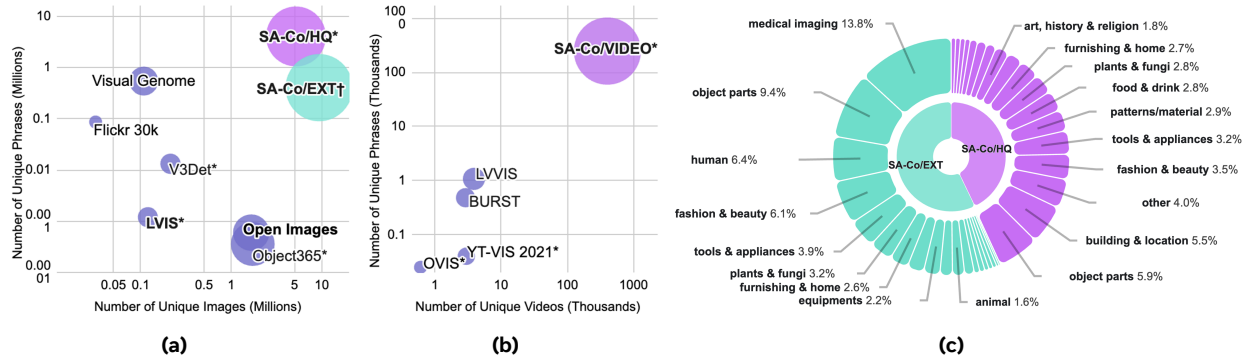 Number of Unique Phrases (Millions)
10
1
0.1
0.01
0.00
1
0.00
01
0.05 0.1 0.5 1 5 10
Number of Unique Images (Millions)
SA-Co/HQ*
SA-Co/EXT†
Visual Genome
Flickr 30k
V3Det*
LVIS*
Open Images
Object365*
(a)
Number of Unique Phrases (Thousands)
100
0
100
10
1
0.1
1 10 100 1000
Number of Unique Videos (Thousands)
SA-Co/VIDEO*
LVVIS
BURST
YT-VIS 2021*
OVIS*
(b)
medical imaging 13.8%
object parts 9.4%
human 6.4%
fashion & beauty 6.1%
tools & appliances 3.9%
plants & fungi 3.2%
furnishing & home 2.6%
equipments 2.2%
animal 1.6%
SA-Co/EXT
SA-Co/HQ
art, history & religion 1.8%
furnishing & home 2.7%
plants & fungi 2.8%
food & drink 2.8%
patterns/material 2.9%
tools & appliances 3.2%
fashion & beauty 3.5%
other 4.0%
building & location 5.5%
object parts 5.9%
(c)